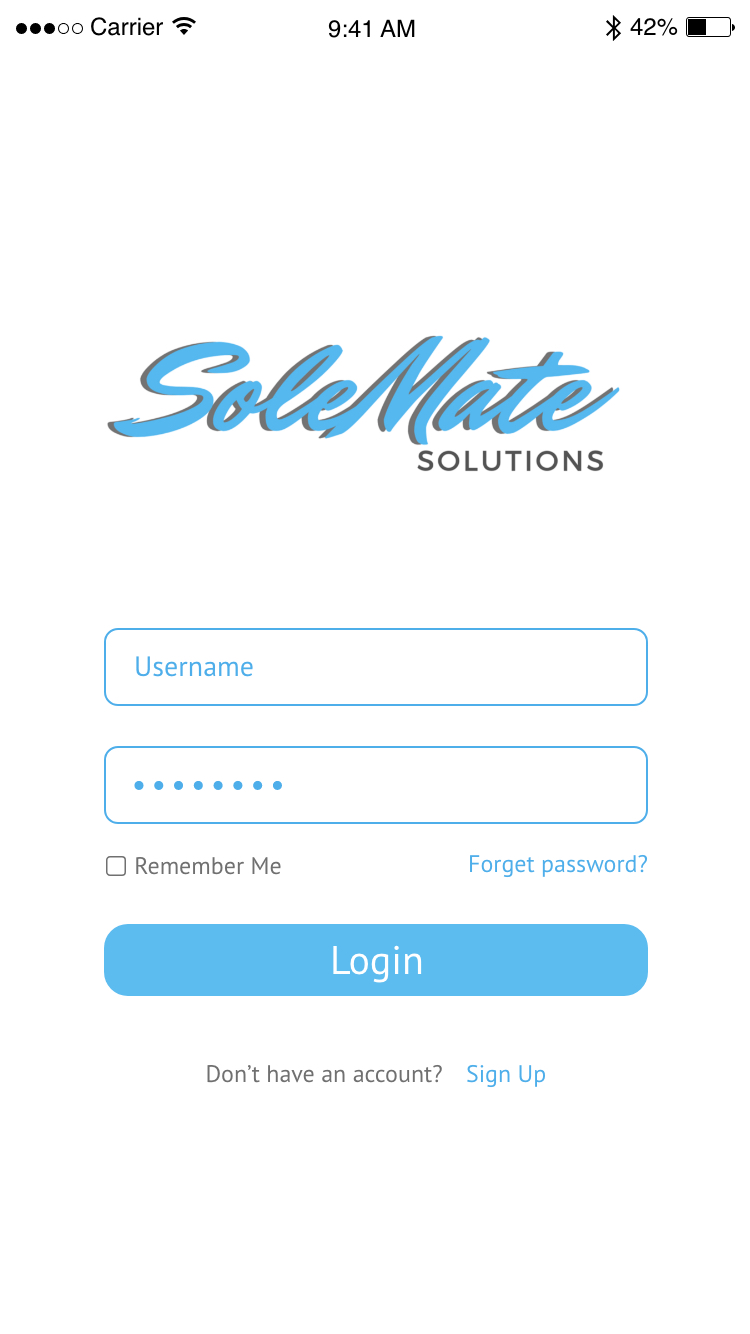 Carrier 9:41 AM 42%
SoleMate
SOLUTIONS
Username
••••••••
Remember Me Forget password?
Login
Don’t have an account? Sign Up